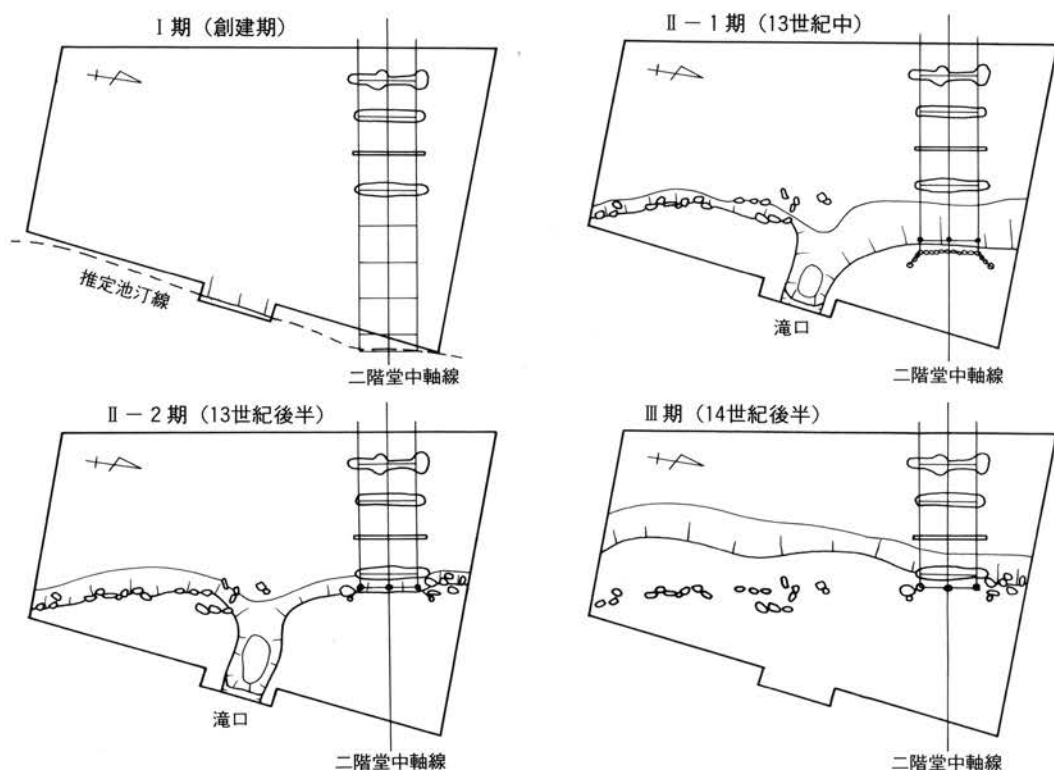 Ⅰ期（創建期）
推定池汀線
二階堂中軸線
Ⅱ－1期（13世紀中）
滝口
二階堂中軸線
Ⅱ－2期（13世紀後半）
滝口
二階堂中軸線
Ⅲ期（14世紀後半）
二階堂中軸線